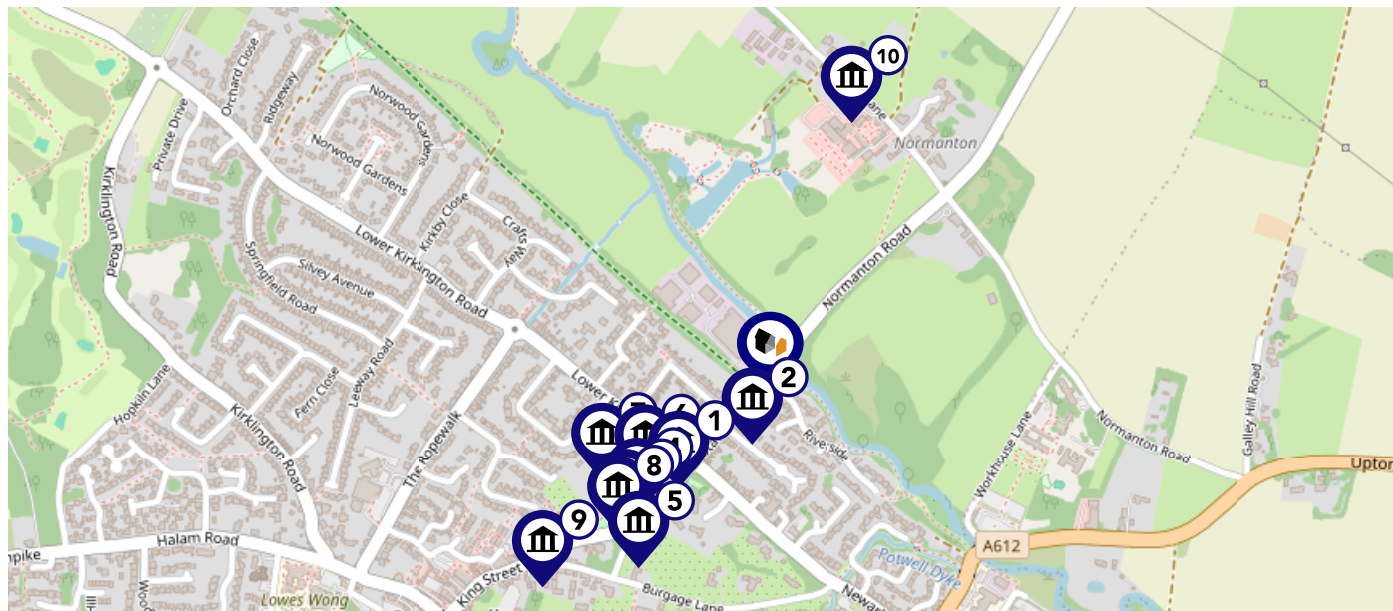 10
Orchard Close
Ridgeway
Private Drive
Norwood Gardens
Norwood Gardens
Normanton
Kirklington Road
Kirkby Close
Crafts Way
Lower Kirklington Road
Springfield Road
Silvey Avenue
Normanton Road
2
Leeway Road
Fern Close
Hopkiln Lane
Kirklington Road
The Ropewalk
1
8
5
9
Riverside
Workhouse Lane
Normanton Road
Galley Hill Road
Upton
A612
Potwell Dyke
Halam Road
King Street
Burgage Lane
Lowes Wong